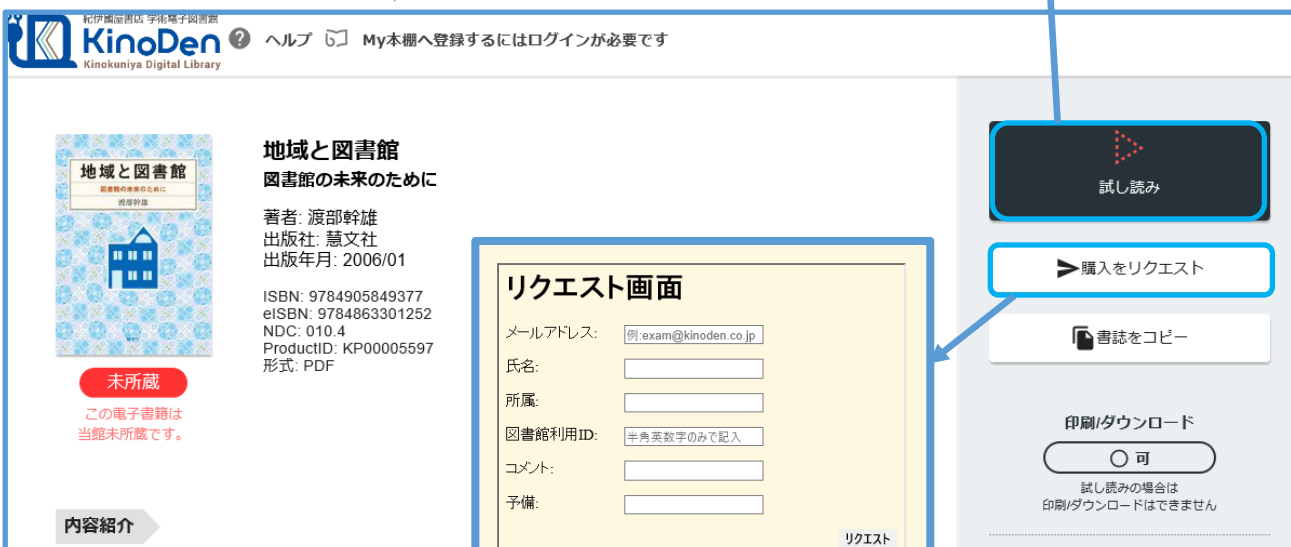 紀伊國屋書店 学術電子図書館
KinoDen
Kinokuniya Digital Library
? ヘルプ
My本棚へ登録するにはログインが必要です
地域と図書館
図書館の未来のために
渡部幹雄
未所蔵
この電子書籍は
当館未所蔵です。
地域と図書館
図書館の未来のために
著者: 渡部幹雄
出版社: 慧文社
出版年月: 2006/01
ISBN: 9784905849377
eISBN: 9784863301252
NDC: 010.4
ProductID: KP00005597
形式: PDF
内容紹介
リクエスト画面
メールアドレス: 例:exam@kinoden.co.jp
氏名:
所属:
図書館利用ID: 半角英数字のみで記入
コメント:
予備:
リクエスト
試し読み
購入をリクエスト
書誌をコピー
印刷/ダウンロード
〇 可
試し読みの場合は
印刷/ダウンロードはできません